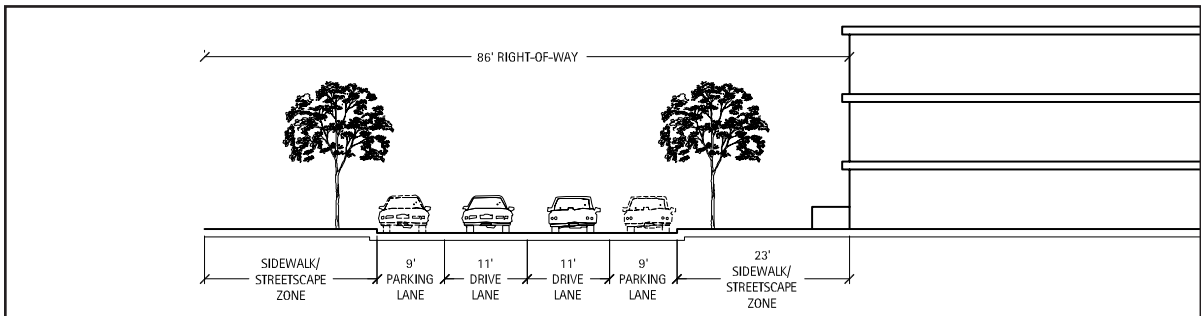 86' RIGHT-OF-WAY
SIDEWALK/
STREETSCAPE
ZONE
9'
PARKING
LANE
11'
DRIVE
LANE
11'
DRIVE
LANE
9'
PARKING
LANE
23'
SIDEWALK/
STREETSCAPE
ZONE